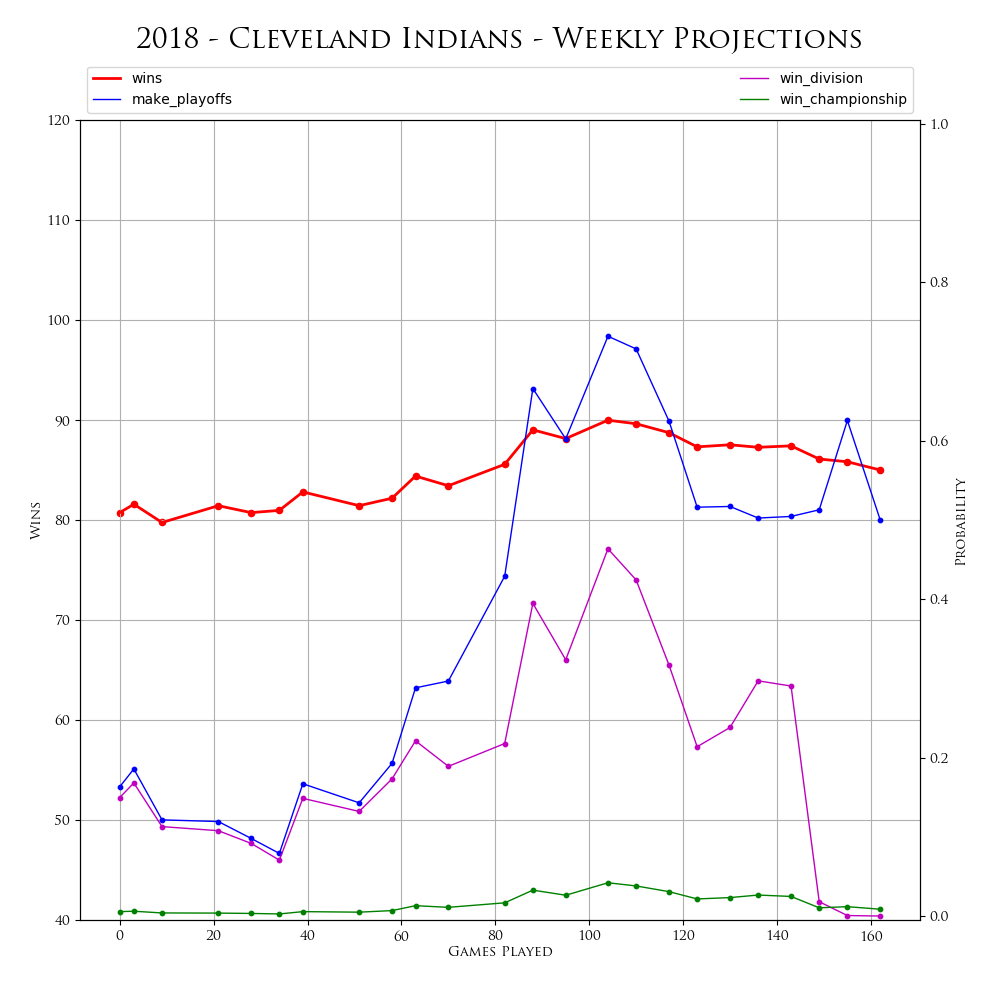 2018 - Cleveland Indians - Weekly Projections
wins
make_playoffs
win_division
win_championship
120
110
100
90
80
70
60
50
40
Wins
1.0
0.8
0.6
0.4
0.2
0.0
Probability
0 20 40 60 80 100 120 140 160
Games Played